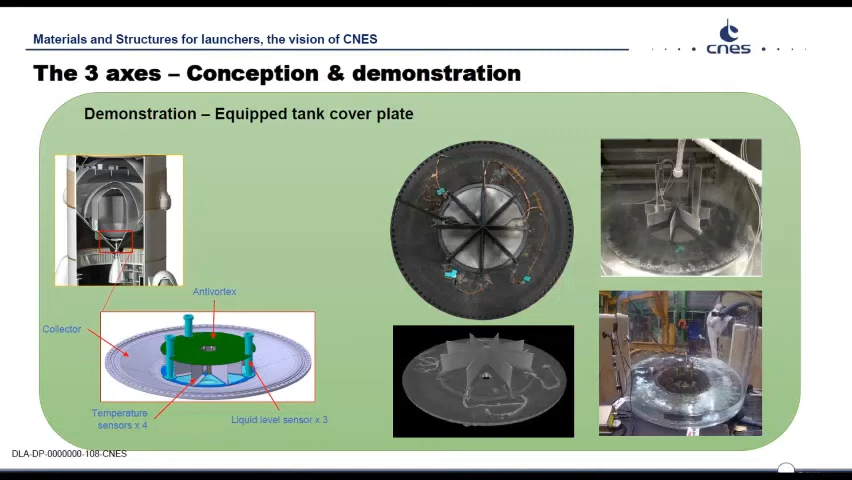 Materials and Structures for launchers, the vision of CNES
cnes
The 3 axes – Conception & demonstration
Demonstration – Equipped tank cover plate
Antivortex
Collector
Temperature
sensors x 4
Liquid level sensor x 3
DLA-DP-0000000-108-CNES